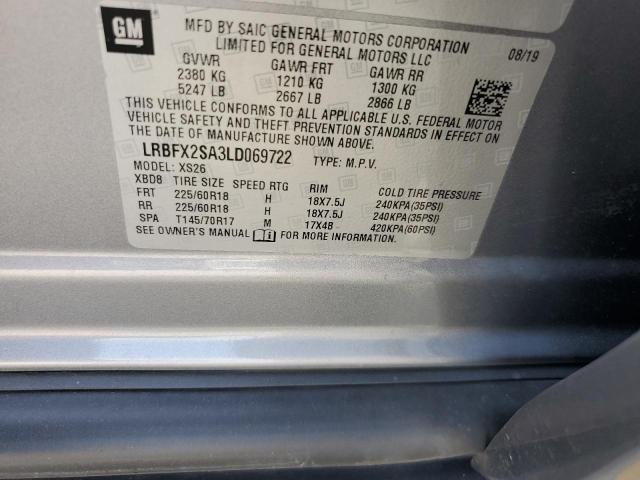 GM
MFD BY SAIC GENERAL MOTORS CORPORATION
LIMITED FOR GENERAL MOTORS LLC
08/19
GVWR GAWR FRT GAWR RR
2380 KG 1210 KG 1300 KG
5247 LB 2667 LB 2866 LB
THIS VEHICLE CONFORMS TO ALL APPLICABLE U.S. FEDERAL MOTOR
VEHICLE SAFETY AND THEFT PREVENTION STANDARDS IN EFFECT ON
THE DATE OF MANUFACTURE SHOWN ABOVE.
LRBFX2SA3LD069722 TYPE: M.P.V.
MODEL: XS26
XBD8 TIRE SIZE SPEED RTG RIM COLD TIRE PRESSURE
FRT 225/60R18 H 18X7.5J 240KPA(35PSI)
RR 225/60R18 H 18X7.5J 240KPA(35PSI)
SPA T145/70R17 M 17X4B 420KPA(60PSI)
SEE OWNER'S MANUAL FOR MORE INFORMATION.